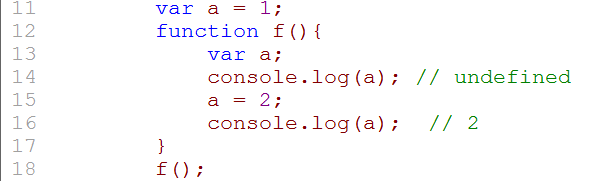 11 var a = 1;
12 function f(){
13 var a;
14 console.log(a); // undefined
15 a = 2;
16 console.log(a);  // 2
17 }
18 f();